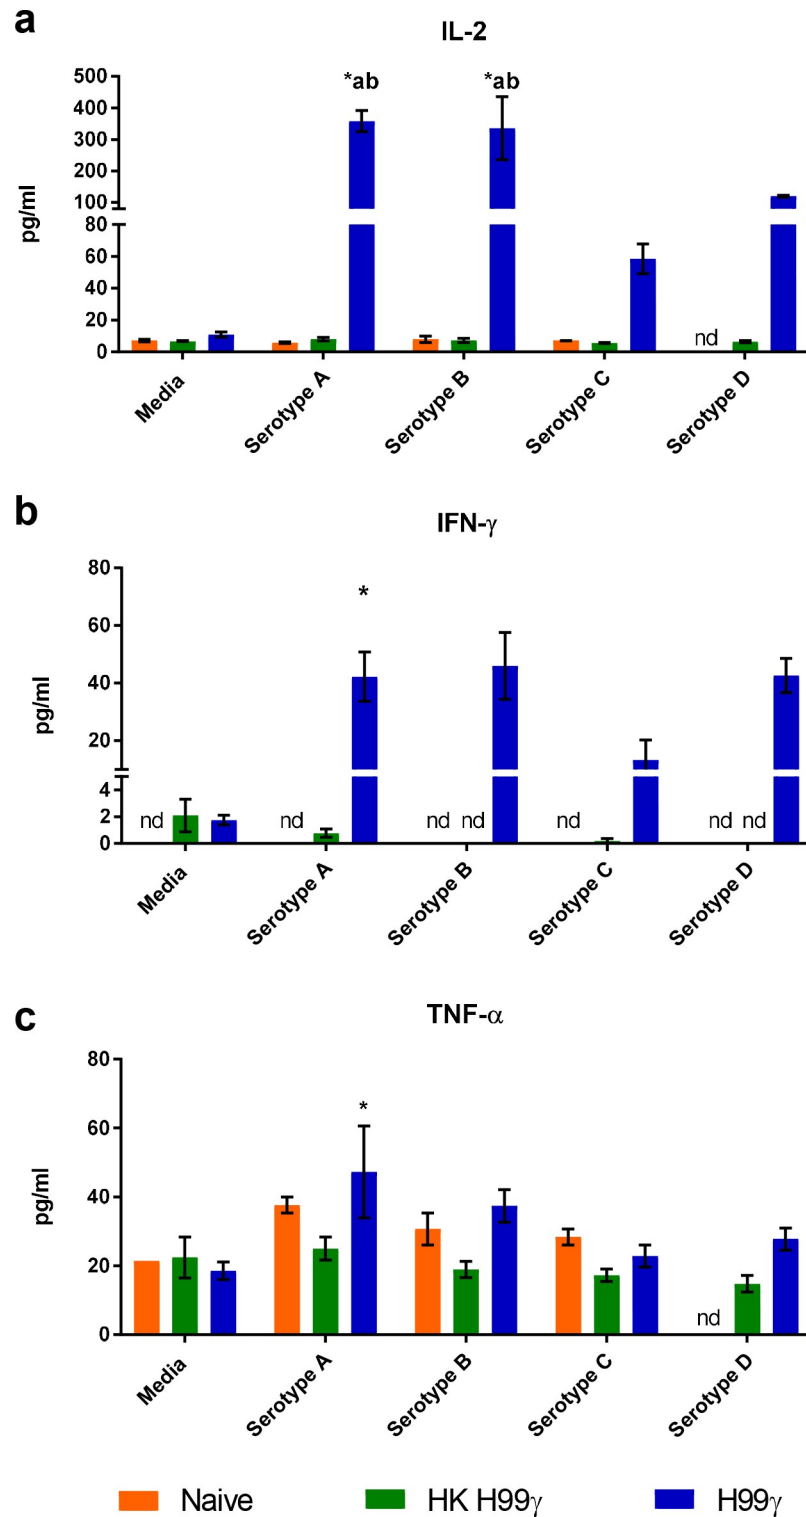 a
IL-2
*ab *ab
500
400
300
200
100
80
60
40
20
0
pg/ml
nd
Media Serotype A Serotype B Serotype C Serotype D
b
IFN-γ
80
60
40
20
4
2
0
pg/ml
*
nd nd nd nd nd nd nd
Media Serotype A Serotype B Serotype C Serotype D
c
TNF-α
80
60
40
20
0
pg/ml
*
nd
Media Serotype A Serotype B Serotype C Serotype D
Naive HK H99γ H99γ